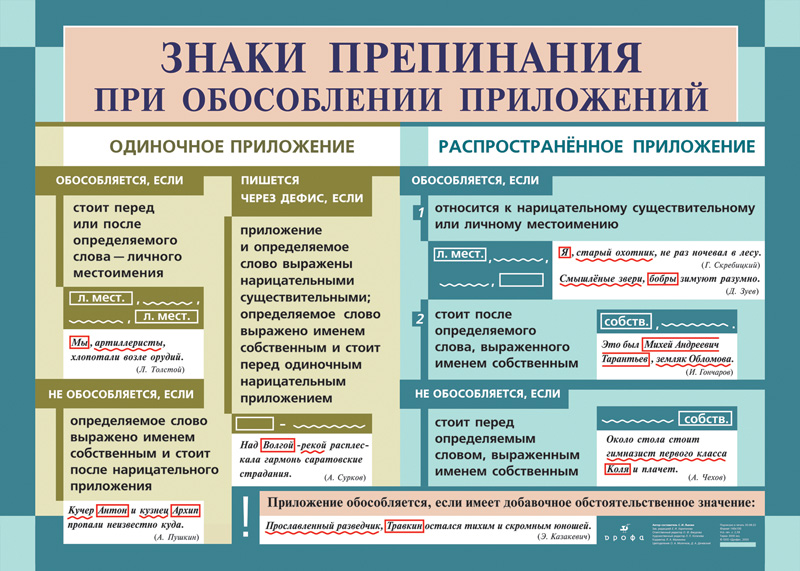 ЗНАКИ ПРЕПИНАНИЯ
ПРИ ОБОСОБЛЕНИИ ПРИЛОЖЕНИЙ
ОДИНОЧНОЕ ПРИЛОЖЕНИЕ
ОБОСОБЛЯЕТСЯ, ЕСЛИ
стоит перед
или после
определяемого
слова — личного
местоимения
л. мест. , ,
, л. мест.
Мы, артиллеристы,
хлопотали возле орудий.
(Л. Толстой)
НЕ ОБОСОБЛЯЕТСЯ, ЕСЛИ
определяемое слово
выражено именем
собственным и стоит
после нарицательного
приложения
Кучер Антон и кузнец Архип
пропали неизвестно куда.
(А. Пушкин)
ПИШЕТСЯ
ЧЕРЕЗ ДЕФИС, ЕСЛИ
приложение
и определяемое
слово выражены
нарицательными
существительными;
определяемое слово
выражено именем
собственным и стоит
перед одиночным
нарицательным
приложением
-
Над Волгой-рекой расплес-
кала гармонь саратовские
страдания.
(А. Сурков)
РАСПРОСТРАНЁННОЕ ПРИЛОЖЕНИЕ
ОБОСОБЛЯЕТСЯ, ЕСЛИ
1 относится к нарицательному существительному
или личному местоимению
л. мест. , ,
,
Я, старый охотник, не раз ночевал в лесу.
(Г. Скребицкий)
Смышлёные звери, бобры зимуют разумно.
(Д. Зуев)
2 стоит после
определяемого
слова, выраженного
именем собственным
собств. , .
Это был Михей Андреевич
Тарантьев, земляк Обломова.
(И. Гончаров)
НЕ ОБОСОБЛЯЕТСЯ, ЕСЛИ
стоит перед
определяемым
словом, выраженным
именем собственным
собств.
Около стола стоит
гимназист первого класса
Коля и плачет.
(А. Чехов)
! Приложение обособляется, если имеет добавочное обстоятельственное значение:
Прославленный разведчик, Травкин остался тихим и скромным юношей.
(Э. Казакевич)
дрофа